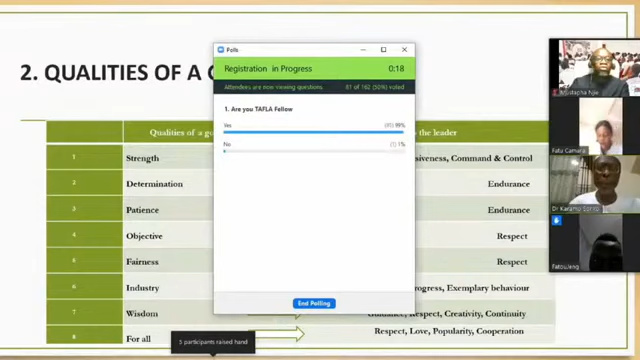 2. QUALITIES OF A G
Polls
Registration in Progress 0:18
Attendees are now viewing questions 81 of 162 (50%) voted
1. Are you TAFLA Fellow
Yes 99%
No (1) 1%
End Polling
Qualities of a go the leader
1 Strength siveness, Command & Control
2 Determination Endurance
3 Patience Endurance
4 Objective Respect
5 Fairness Respect
6 Industry rogress, Exemplary behaviour
7 Wisdom Guidance, Respect, Creativity, Continuity
8 For all Respect, Love, Popularity, Cooperation
5 participants raised hand
Mustapha Njie
Fatu Camara
Dr Karamo
FatouJeng